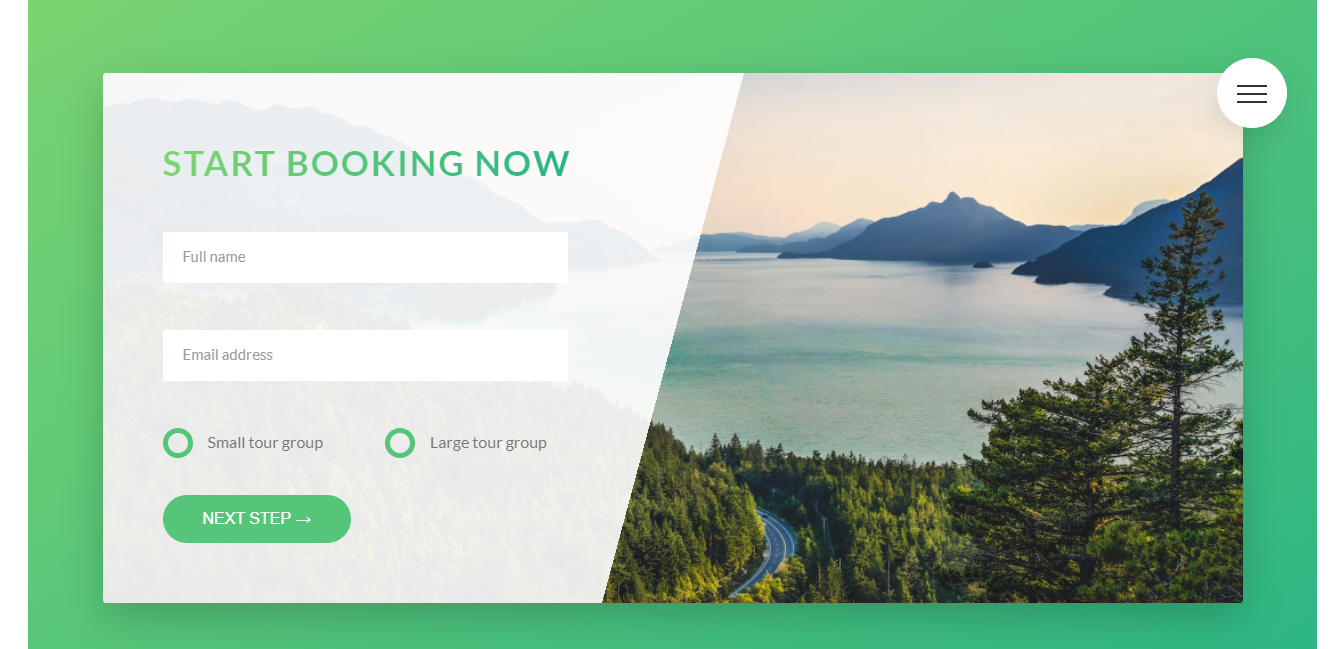 START BOOKING NOW
Full name
Email address
Small tour group
Large tour group
NEXT STEP →